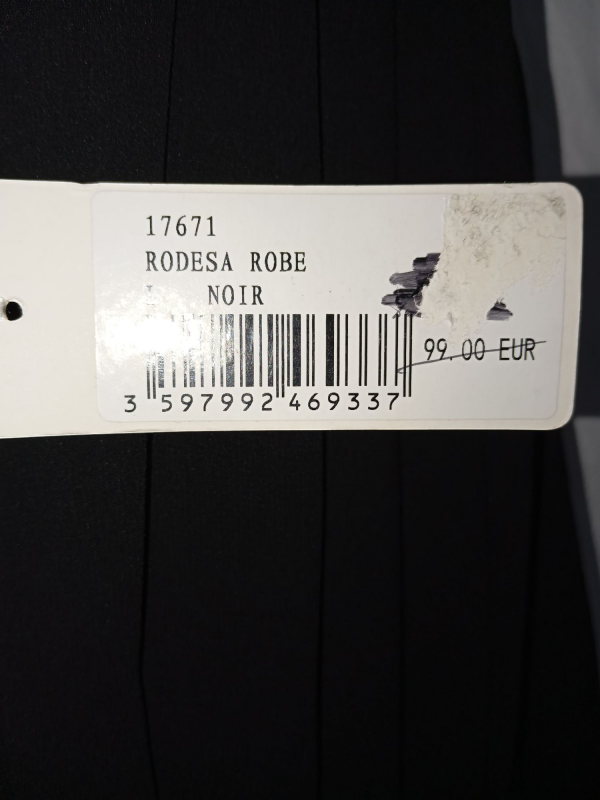 17671
RODESA ROBE
L NOIR
99.00 EUR
3 597992 469337